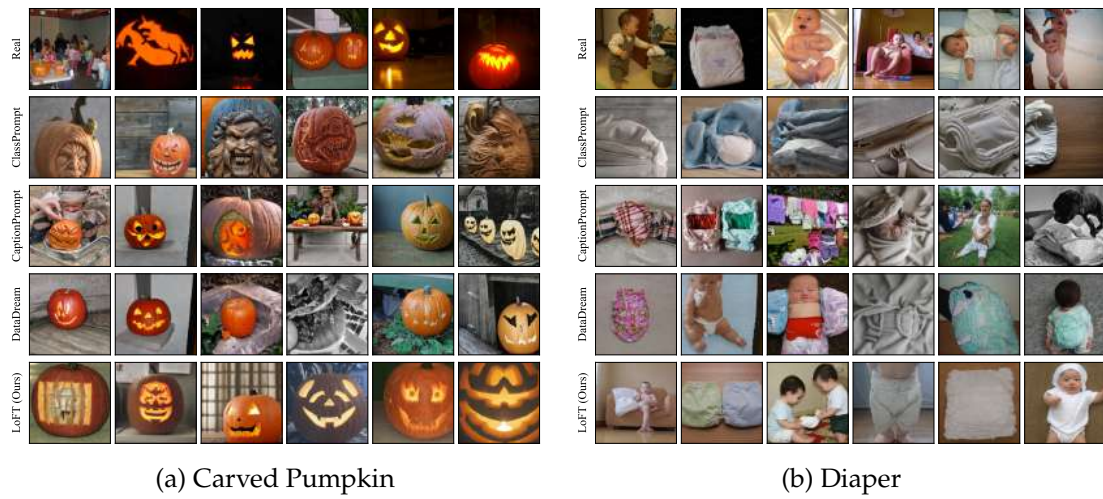 Real
ClassPrompt
CaptionPrompt
DataDream
LoFT (Ours)
(a) Carved Pumpkin
Real
ClassPrompt
CaptionPrompt
DataDream
LoFT (Ours)
(b) Diaper